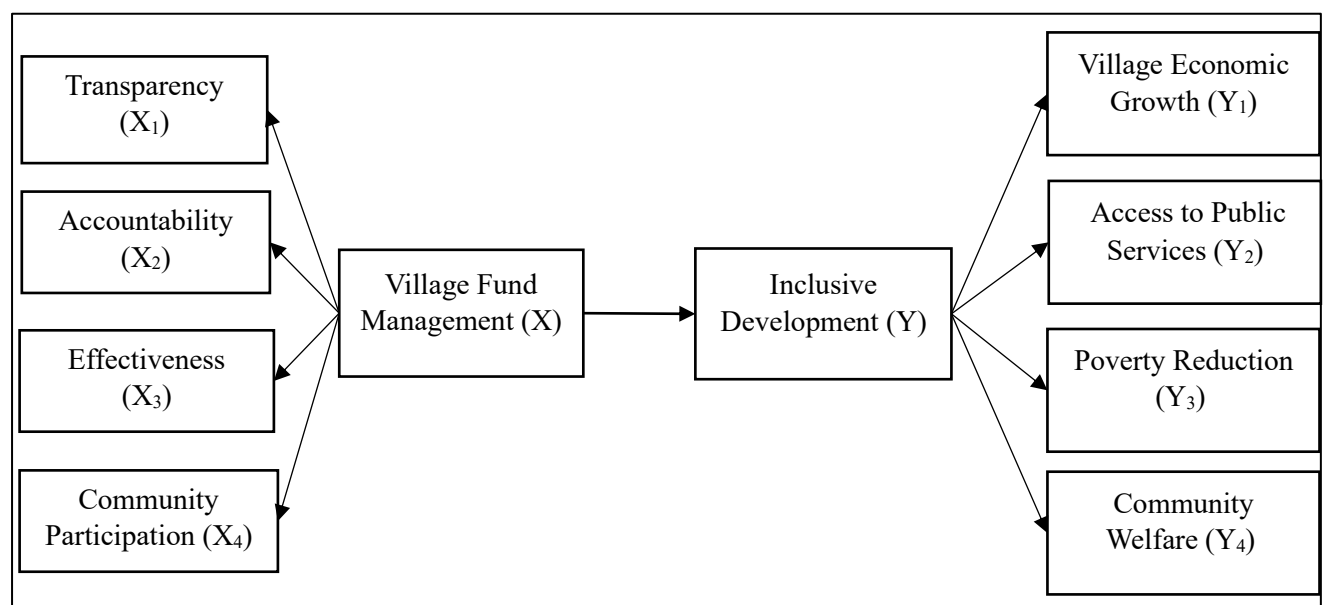 Transparency
(X₁)
Accountability
(X₂)
Effectiveness
(X₃)
Community
Participation (X₄)
Village Fund
Management (X)
Inclusive
Development (Y)
Village Economic
Growth (Y₁)
Access to Public
Services (Y₂)
Poverty Reduction
(Y₃)
Community
Welfare (Y₄)